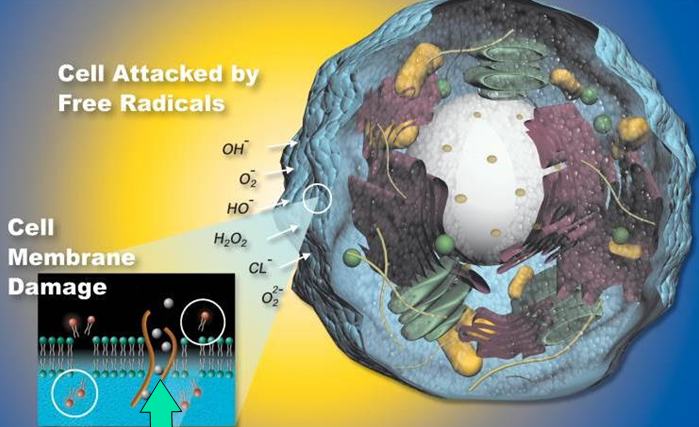 Cell Attacked by
Free Radicals
OH⁻
O₂⁻
HO⁻
H₂O₂
CL⁻
O₂²⁻
Cell
Membrane
Damage